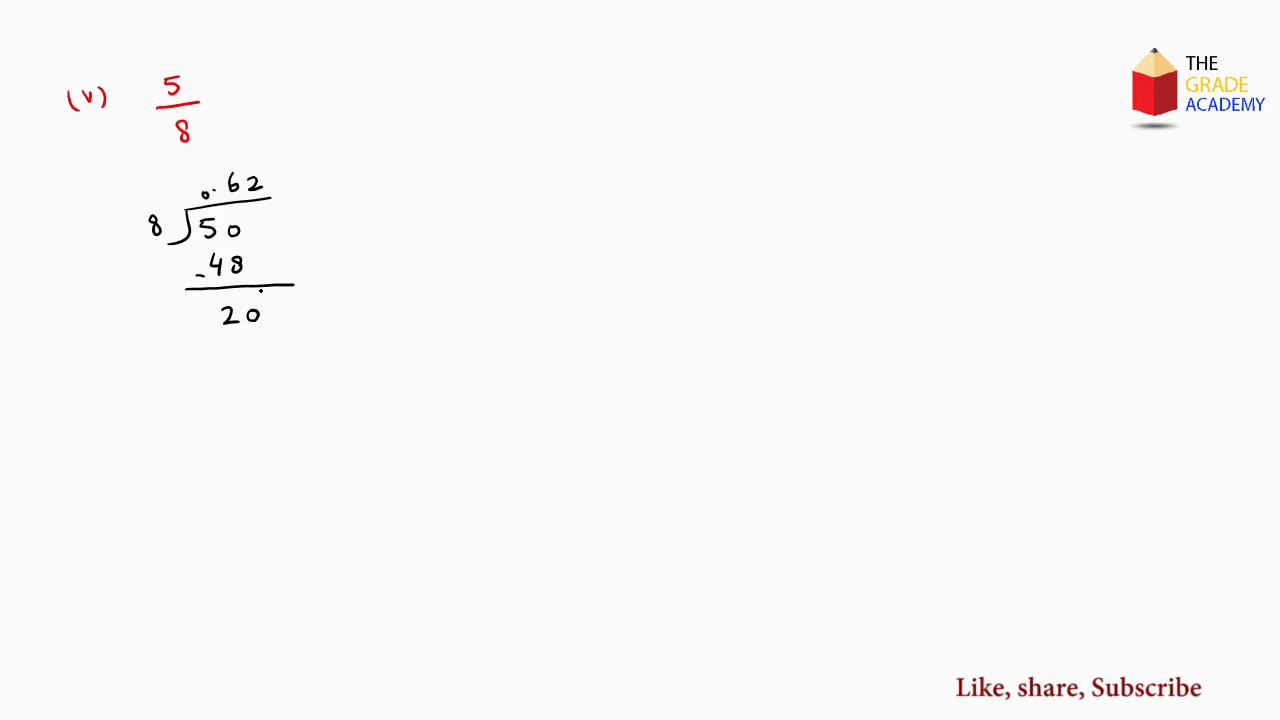 (v) 5
8
0.62
8 50
-48
20
THE
GRADE
ACADEMY
Like, share, Subscribe